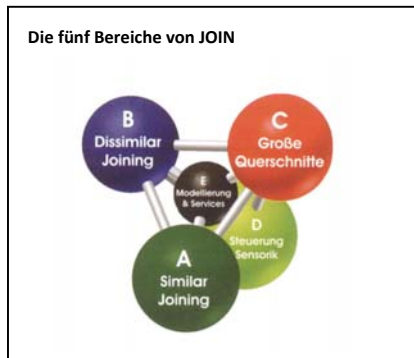 Die fünf Bereiche von JOIN
B
Dissimilar
Joining
C
Große
Querschnitte
E
Modellierung
& Services
D
Steuerung
Sensorik
A
Similar
Joining